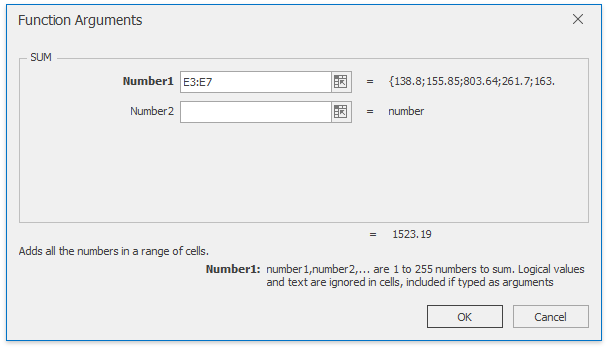 Function Arguments
SUM
Number1 E3:E7 = {138.8;155.85;803.64;261.7;163.
Number2 = number
= 1523.19
Adds all the numbers in a range of cells.
Number1: number1,number2,... are 1 to 255 numbers to sum. Logical values
and text are ignored in cells, included if typed as arguments
OK Cancel